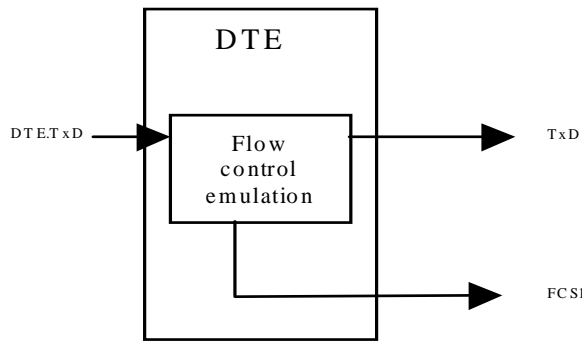 DTE
DTE.TxD
Flow
control
emulation
TxD